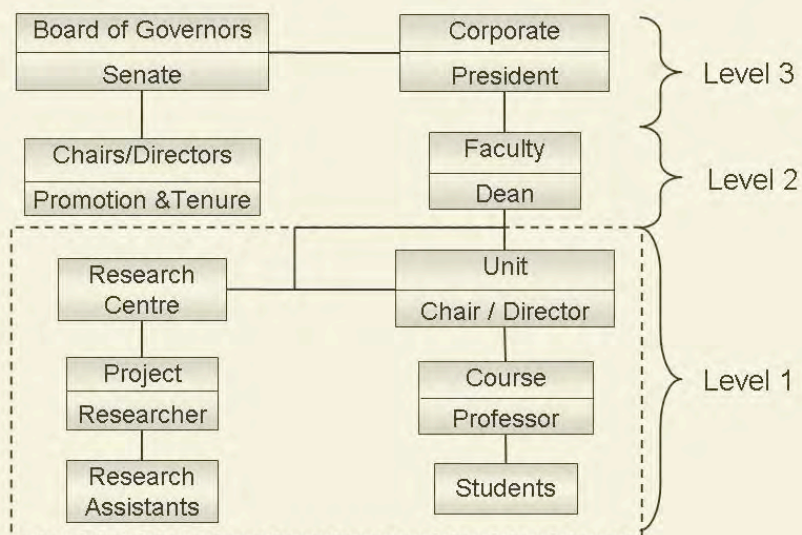 Board of Governors
Senate
Corporate
President
Level 3
Chairs/Directors
Promotion &Tenure
Faculty
Dean
Level 2
Research
Centre
Unit
Chair / Director
Project
Researcher
Course
Professor
Level 1
Research
Assistants
Students